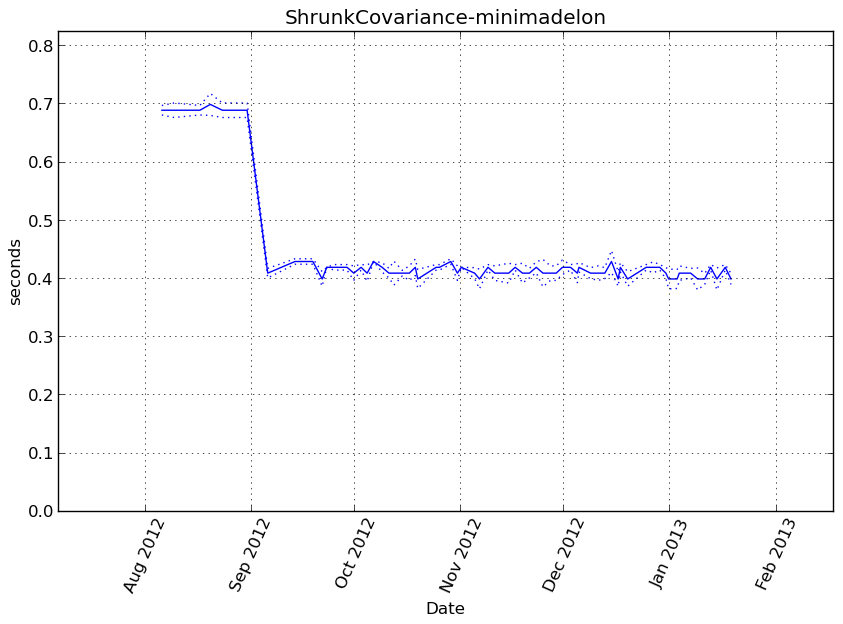 ShrunkCovariance-minimadelon
0.8
0.7
0.6
0.5
0.4
0.3
0.2
0.1
0.0
seconds
Aug 2012
Sep 2012
Oct 2012
Nov 2012
Dec 2012
Jan 2013
Feb 2013
Date